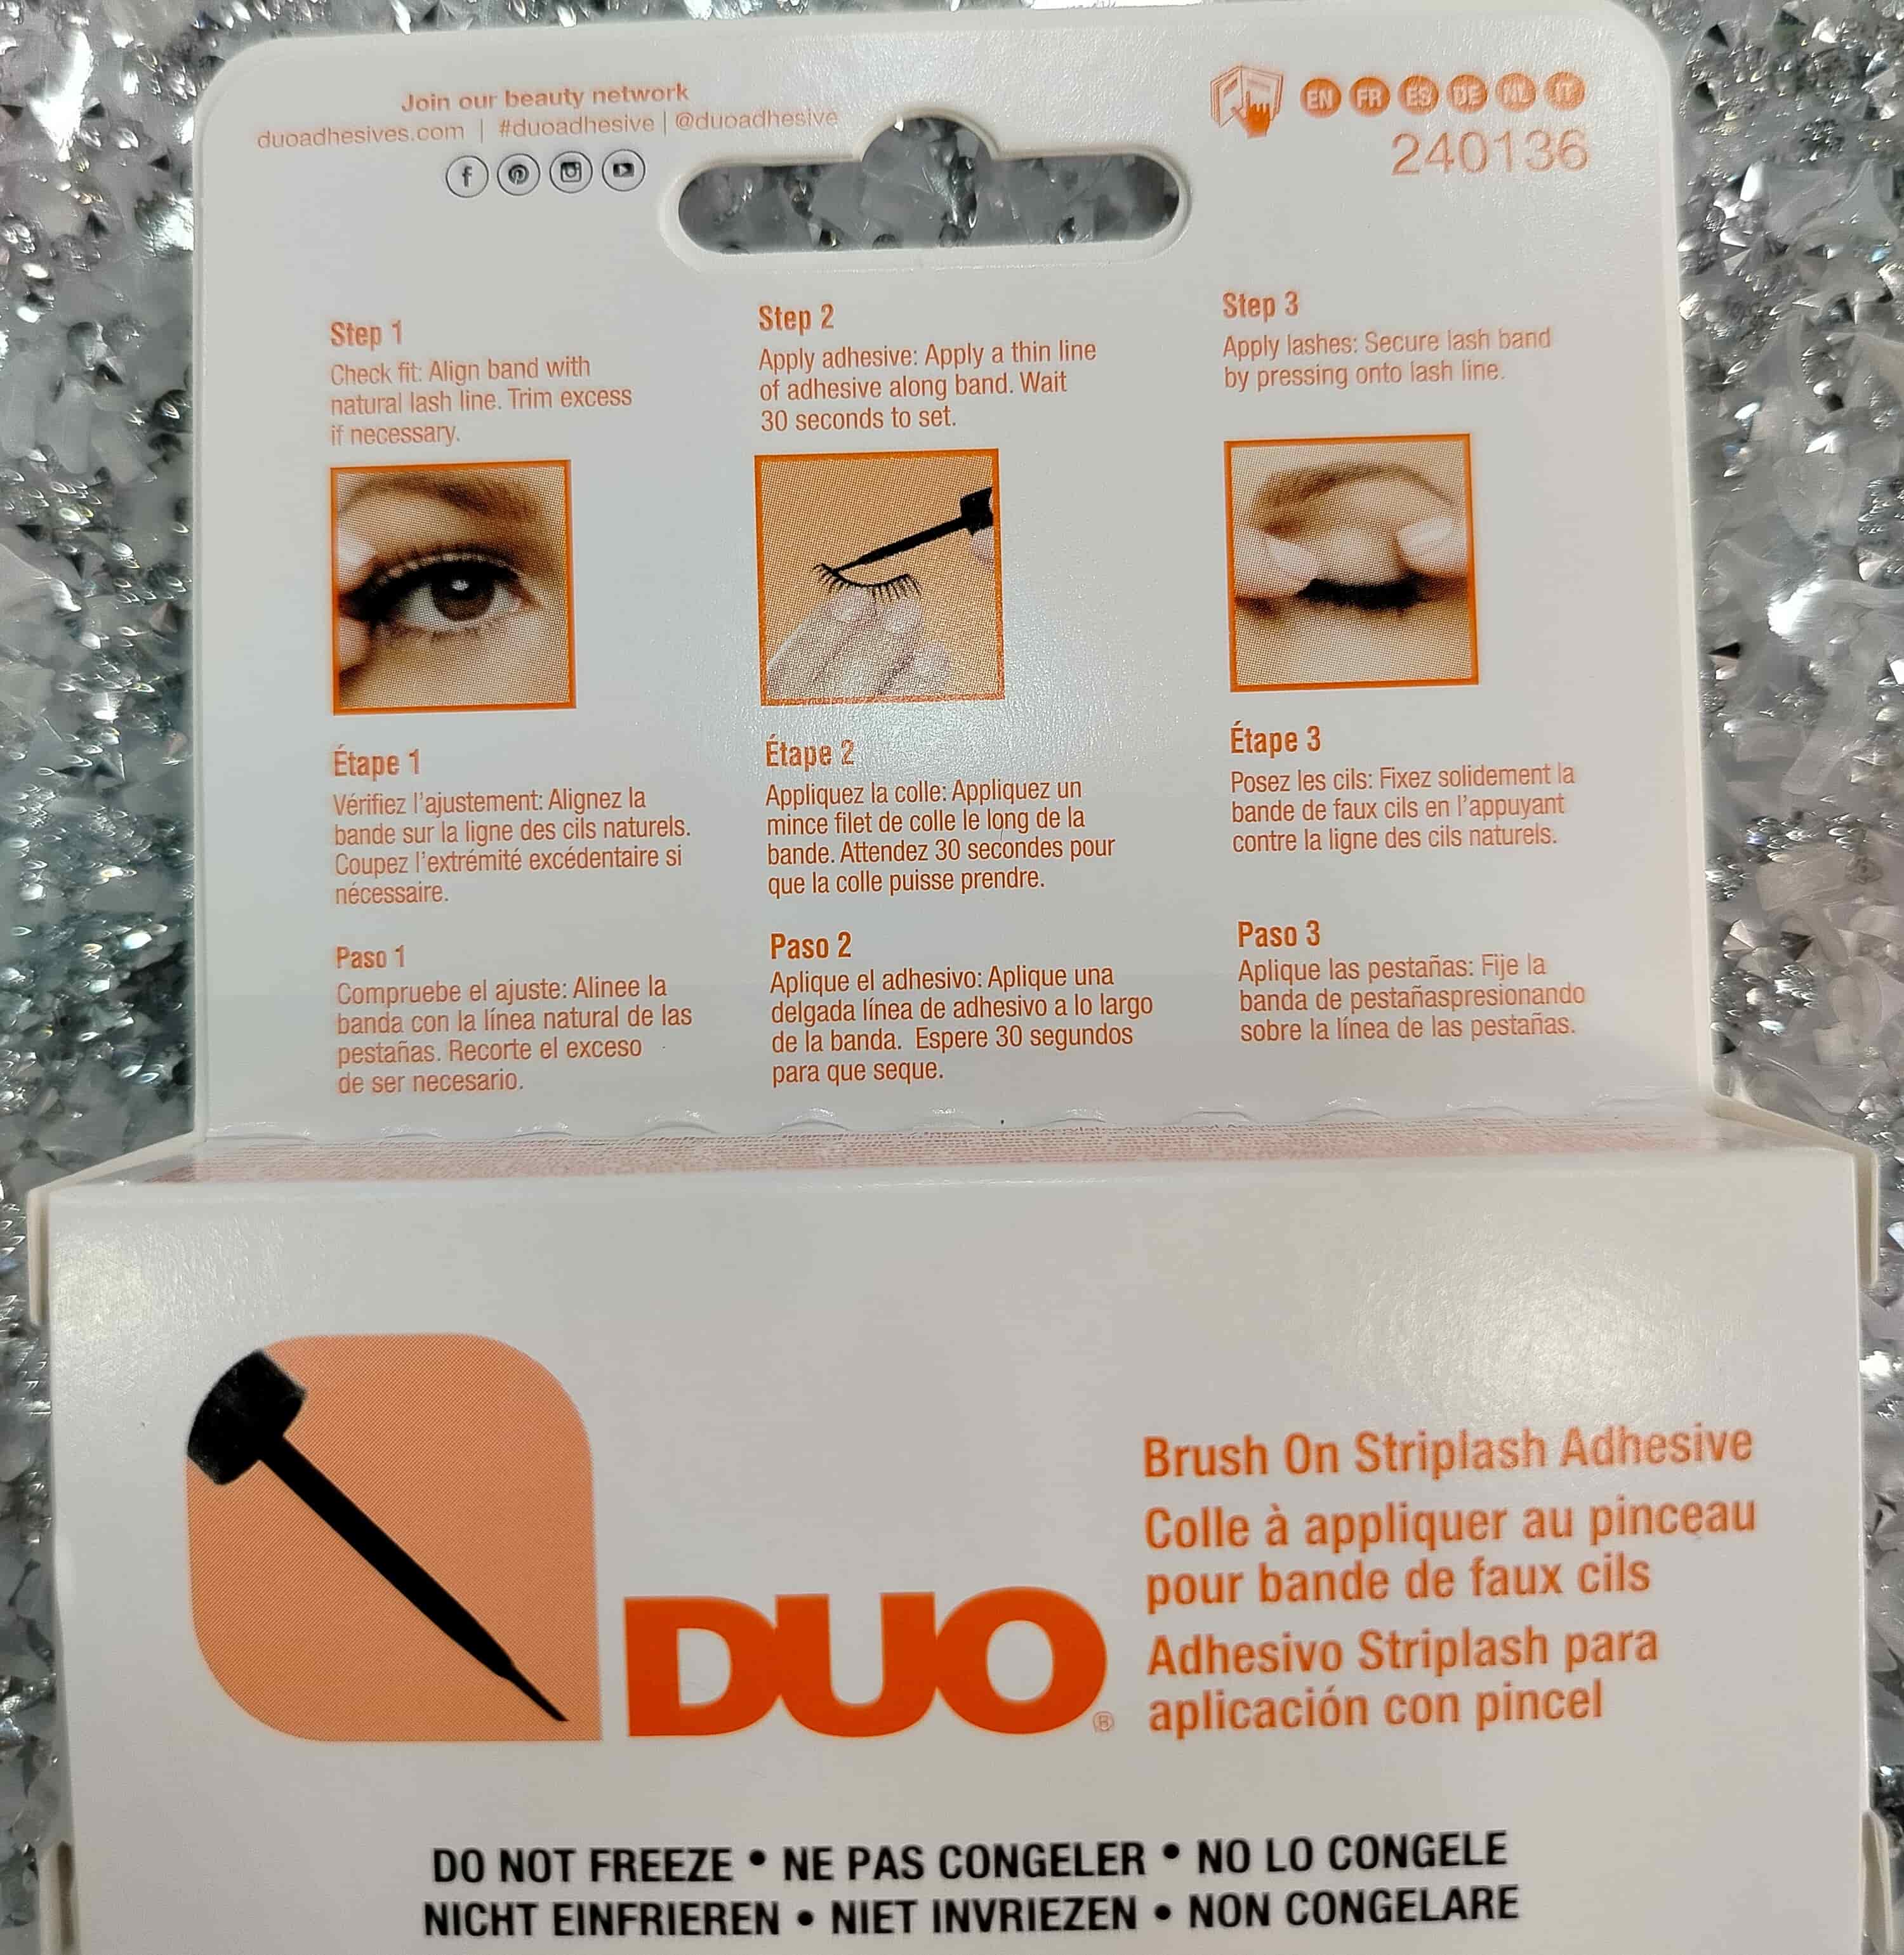 Join our beauty network
duoadhesives.com | #duoadhesive | @duoadhesive
EN FR ES DE NL IT
240136
Step 1
Check fit: Align band with
natural lash line. Trim excess
if necessary.
Step 2
Apply adhesive: Apply a thin line
of adhesive along band. Wait
30 seconds to set.
Step 3
Apply lashes: Secure lash band
by pressing onto lash line.
Étape 1
Vérifiez l'ajustement: Alignez la
bande sur la ligne des cils naturels.
Coupez l'extrémité excédentaire si
nécessaire.
Étape 2
Appliquez la colle: Appliquez un
mince filet de colle le long de la
bande. Attendez 30 secondes pour
que la colle puisse prendre.
Étape 3
Posez les cils: Fixez solidement la
bande de faux cils en l'appuyant
contre la ligne des cils naturels.
Paso 1
Compruebe el ajuste: Alinee la
banda con la línea natural de las
pestañas. Recorte el exceso
de ser necesario.
Paso 2
Aplique el adhesivo: Aplique una
delgada línea de adhesivo a lo largo
de la banda. Espere 30 segundos
para que seque.
Paso 3
Aplique las pestañas: Fije la
banda de pestañaspresionando
sobre la línea de las pestañas.
DUO®
Brush On Striplash Adhesive
Colle à appliquer au pinceau
pour bande de faux cils
Adhesivo Striplash para
aplicación con pincel
DO NOT FREEZE • NE PAS CONGELER • NO LO CONGELE
NICHT EINFRIEREN • NIET INVRIEZEN • NON CONGELARE